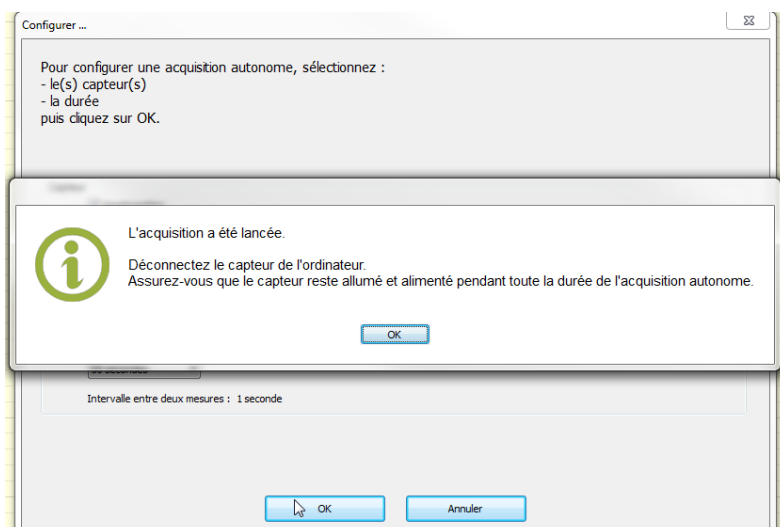 Configurer ...
Pour configurer une acquisition autonome, sélectionnez :
- le(s) capteur(s)
- la durée
puis cliquez sur OK.
L'acquisition a été lancée.
Déconnectez le capteur de l'ordinateur.
Assurez-vous que le capteur reste allumé et alimenté pendant toute la durée de l'acquisition autonome.
OK
Intervalle entre deux mesures : 1 seconde
OK
Annuler